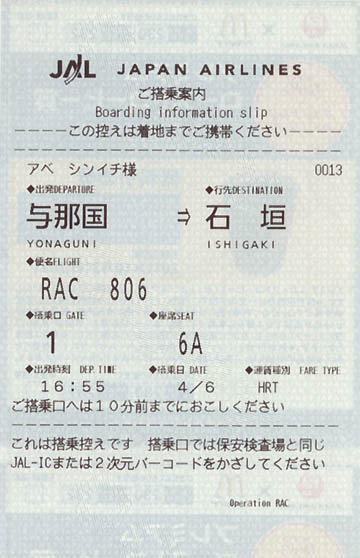 JAL JAPAN AIRLINES
ご搭乗案内
Boarding information slip
この控えは着地までご携帯ください
アベ シンイチ様 0013
◆出発DEPARTURE ◆行先DESTINATION
与那国 ⇨ 石 垣
YONAGUNI ISHIGAKI
◆便名FLIGHT
RAC 806
◆搭乗口 GATE ◆座席SEAT
1 6A
◆出発時刻 DEP.TIME ◆搭乗日 DATE ◆運賃種別 FARE TYPE
16:55 4/6 HRT
ご搭乗口へは10分前までにおこしください
これは搭乗控えです 搭乗口では保安検査場と同じ
JAL-ICまたは2次元バーコードをかざしてください
Operation RAC